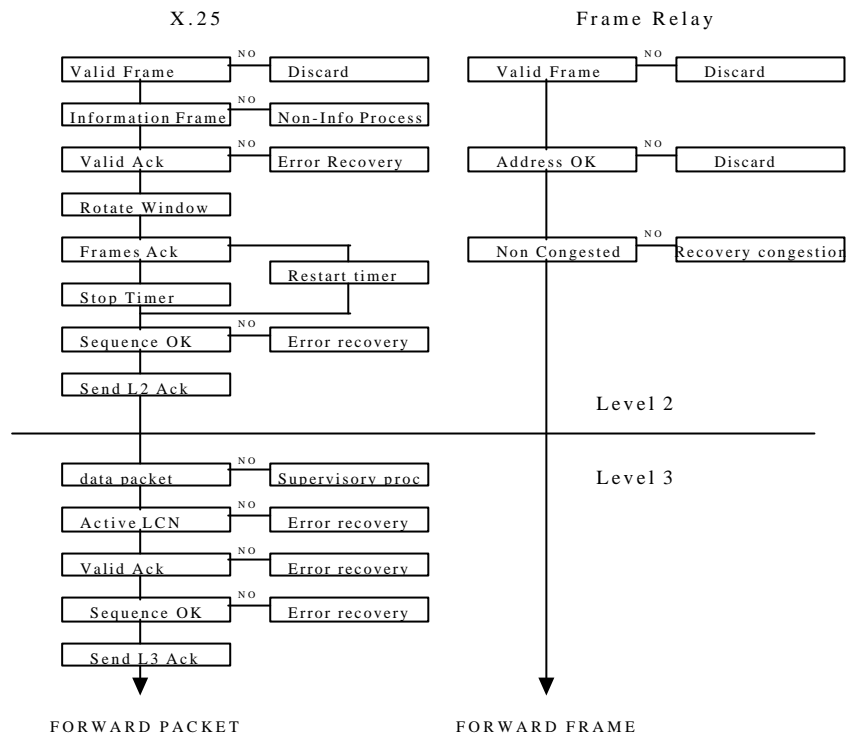 X.25
Frame Relay
NO
Valid Frame
Discard
NO
Valid Frame
Discard
NO
Information Frame
Non-Info Process
NO
Valid Ack
Error Recovery
NO
Address OK
Discard
Rotate Window
Frames Ack
NO
Non Congested
Recovery congestion
Restart timer
Stop Timer
NO
Sequence OK
Error recovery
Send L2 Ack
Level 2
NO
data packet
Supervisory proc
Level 3
NO
Active LCN
Error recovery
NO
Valid Ack
Error recovery
NO
Sequence OK
Error recovery
Send L3 Ack
FORWARD PACKET
FORWARD FRAME